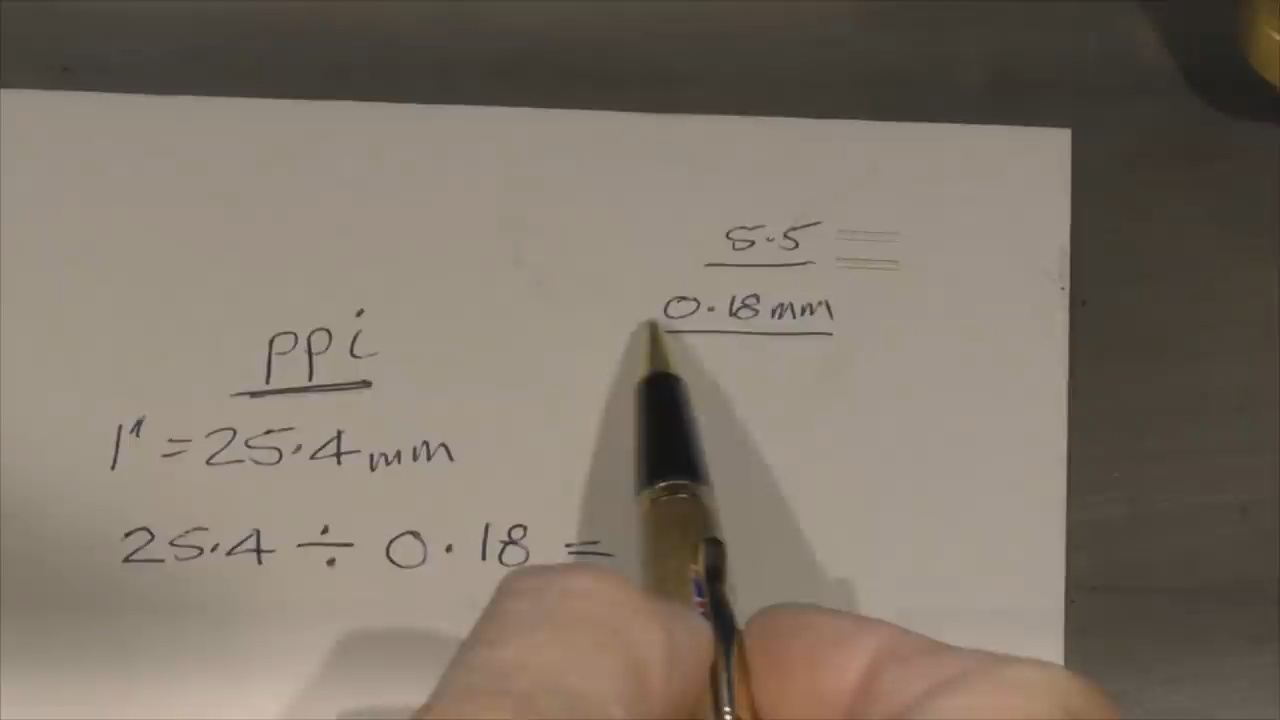 5.5
0.18mm
ppi
1" = 25.4mm
25.4 ÷ 0.18 =